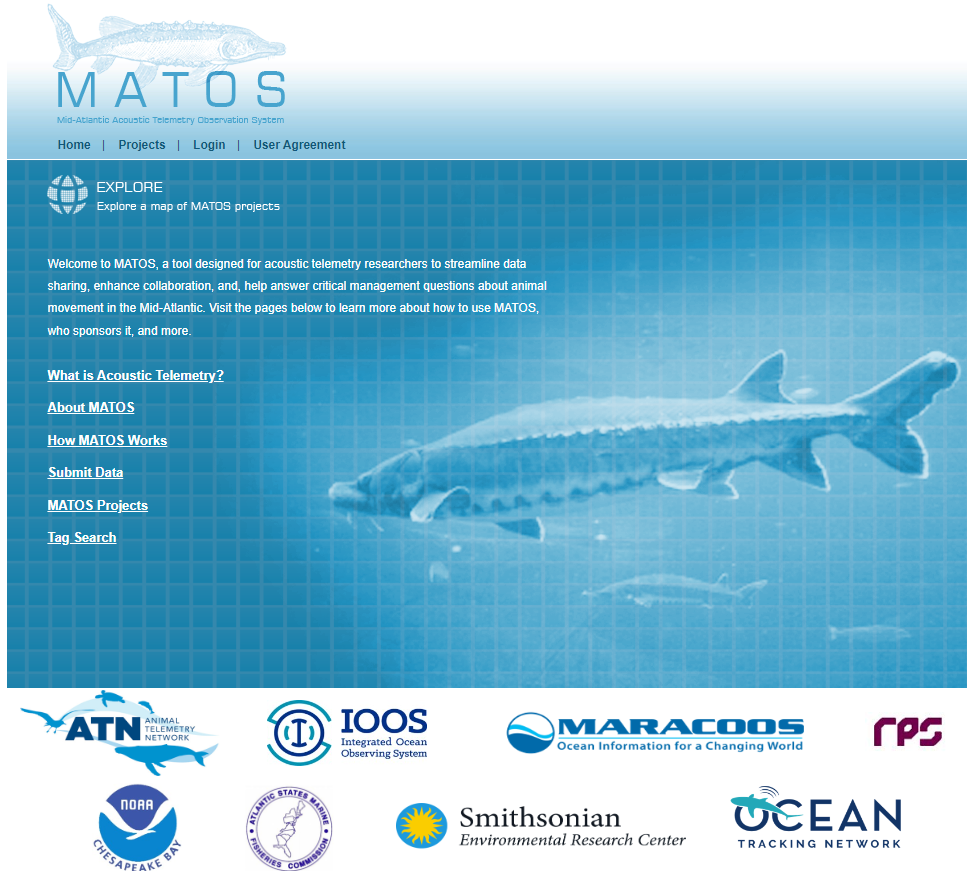 MATOS
Mid-Atlantic Acoustic Telemetry Observation System
Home | Projects | Login | User Agreement
EXPLORE
Explore a map of MATOS projects
Welcome to MATOS, a tool designed for acoustic telemetry researchers to streamline data
sharing, enhance collaboration, and, help answer critical management questions about animal
movement in the Mid-Atlantic. Visit the pages below to learn more about how to use MATOS,
who sponsors it, and more.
What is Acoustic Telemetry?
About MATOS
How MATOS Works
Submit Data
MATOS Projects
Tag Search
ATN
ANIMAL
TELEMETRY
NETWORK
IOOS
Integrated Ocean
Observing System
MARACOOS
Ocean Information for a Changing World
rps
NOAA
CHESAPEAKE BAY
ATLANTIC STATES MARINE
FISHERIES COMMISSION
Smithsonian
Environmental Research Center
OCEAN
TRACKING NETWORK